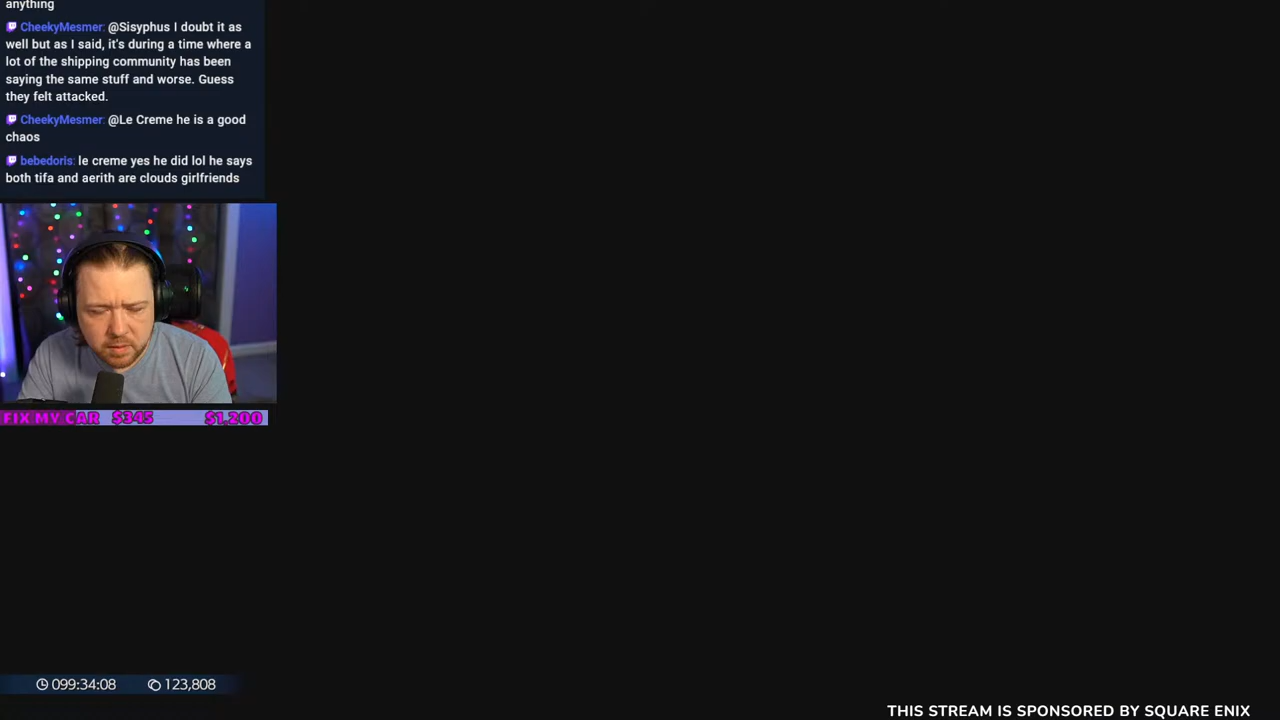 anything
CheekyMesmer: @Sisyphus I doubt it as
well but as I said, it's during a time where a
lot of the shipping community has been
saying the same stuff and worse. Guess
they felt attacked.
CheekyMesmer: @Le Creme he is a good
chaos
bebedoris: le creme yes he did lol he says
both tifa and aerith are clouds girlfriends
FIX MY CAR $345 $1,200
099:34:08 123,808
THIS STREAM IS SPONSORED BY SQUARE ENIX